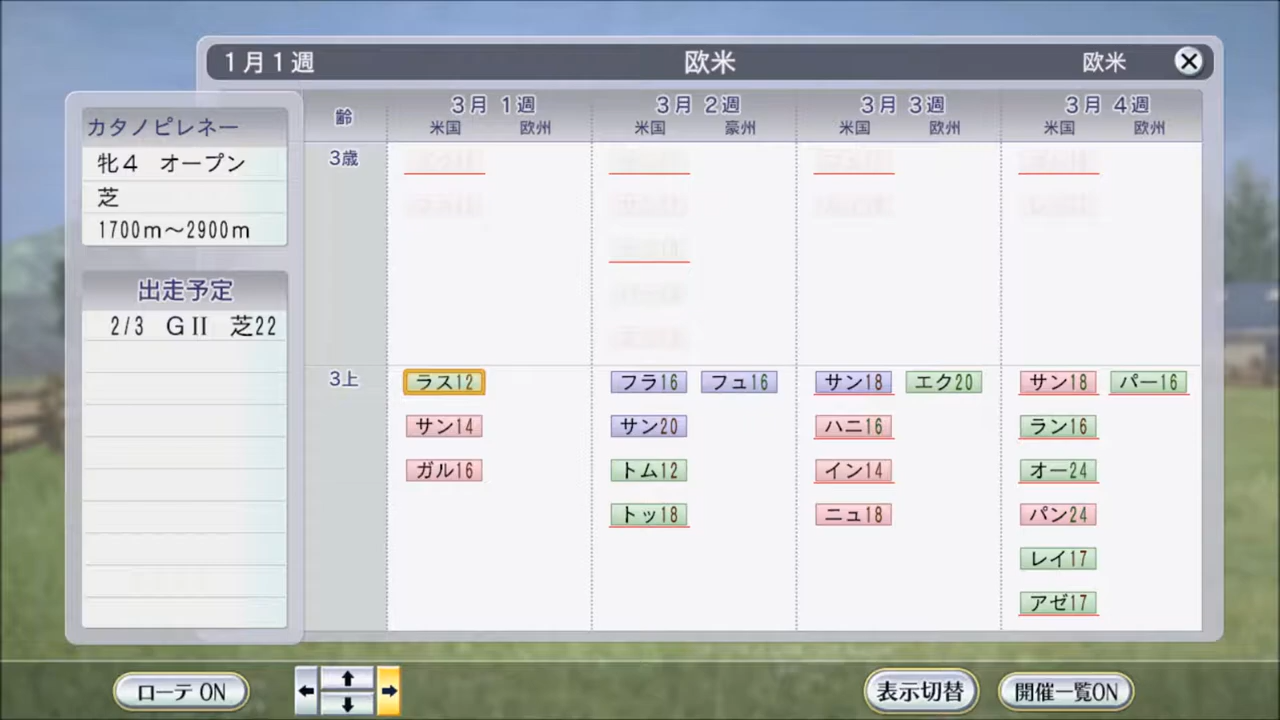 1月1週 欧米 欧米
カタノピレネー
牝4 オープン
芝
1700m～2900m
出走予定
2/3 GⅡ 芝22
齢 3月 1週 3月 2週 3月 3週 3月 4週
米国 欧州 米国 豪州 米国 欧州 米国 欧州
3歳
3上 ラス12 フラ16 フュ16 サン18 エク20 サン18 パー16
サン14 サン20 ハニ16 ラン16
ガル16 トム12 イン14 オー24
トッ18 ニュ18 パン24
レイ17
アゼ17
ローテ ON 表示切替 開催一覧ON